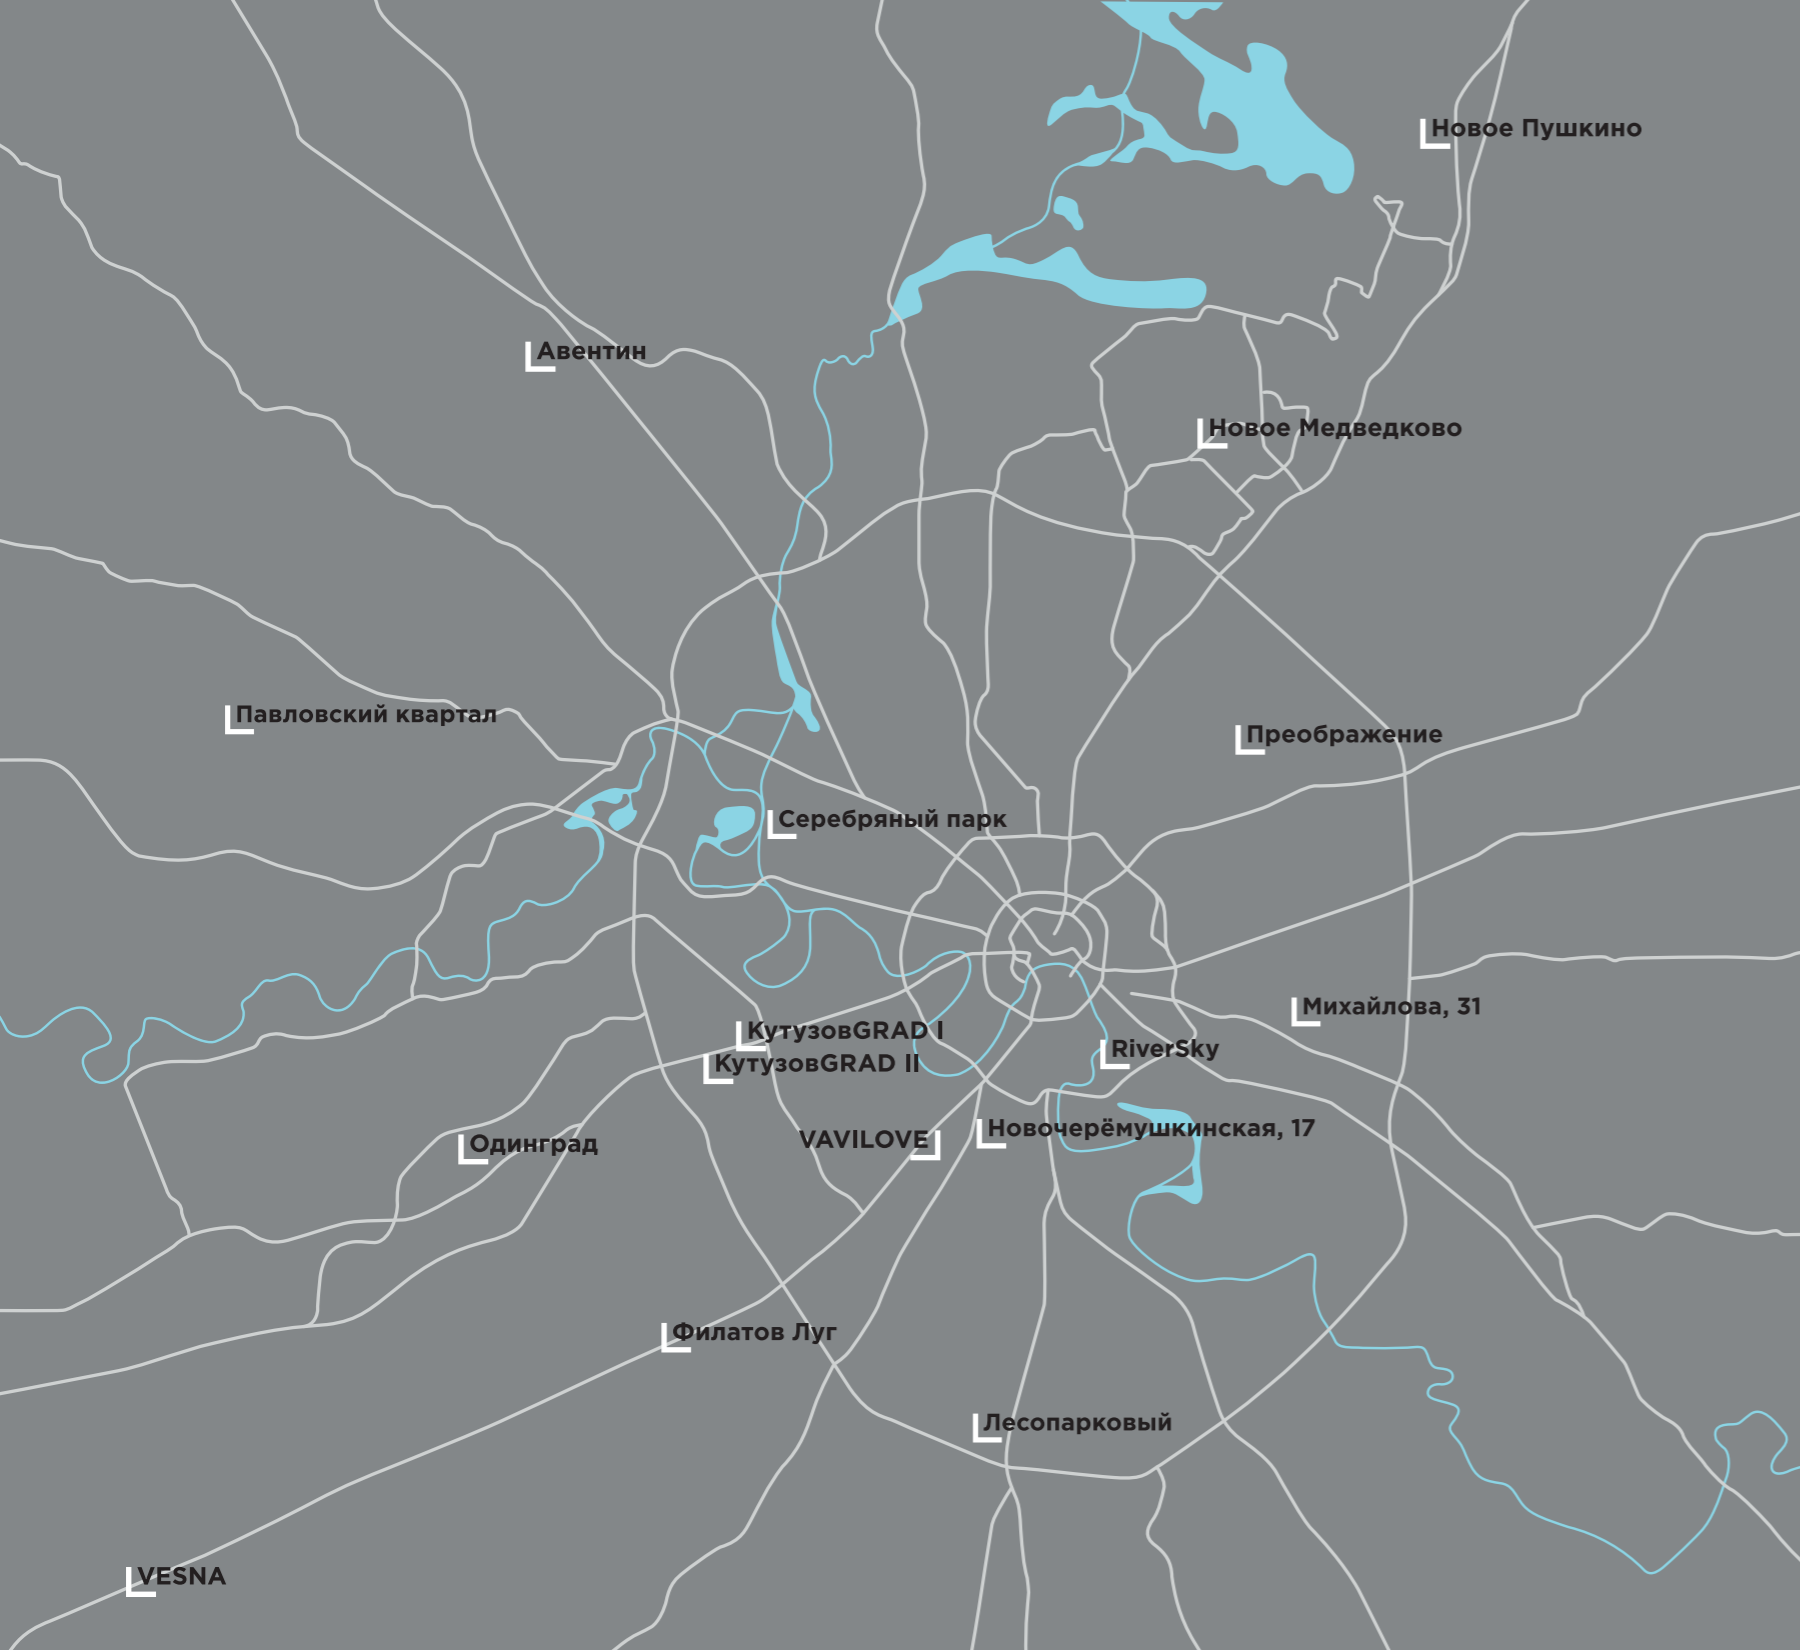 Новое Пушкино
Авентин
Новое Медведково
Павловский квартал
Преображение
Серебряный парк
Михайлова, 31
КутузовGRAD I
RiverSky
КутузовGRAD II
Новочерёмушкинская, 17
VAVILOVE
Одинград
Филатов Луг
Лесопарковый
VESNA